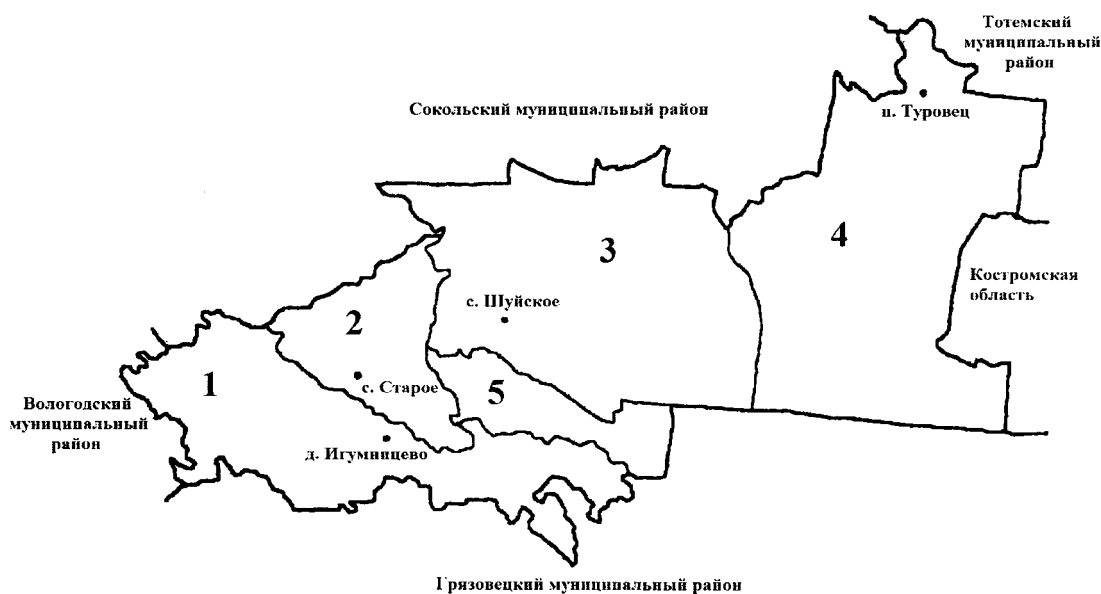 Тотемский
муниципальный
район
Сокольский муниципальный район
п. Туровец
4
3
Костромская
область
с. Шуйское
2
с. Старое
5
1
Вологодский
муниципальный
район
д. Игумницево
Грязовецкий муниципальный район